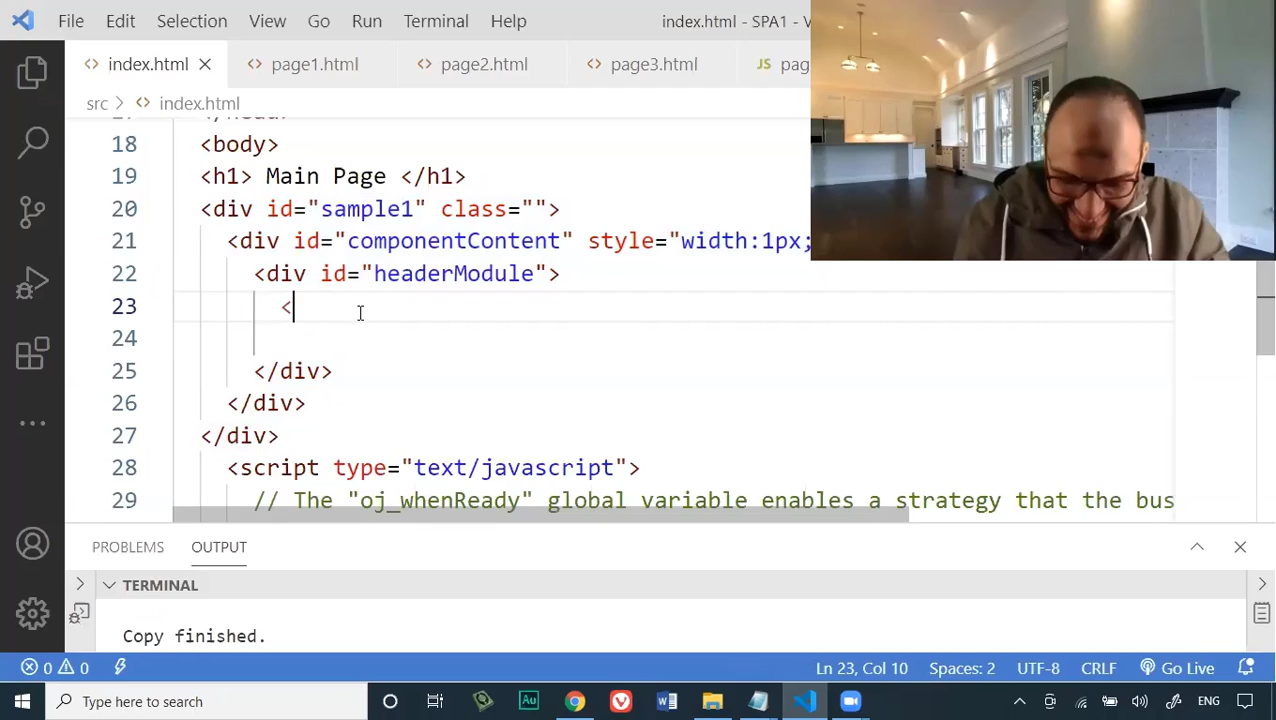 File Edit Selection View Go Run Terminal Help index.html - SPA1 - V
index.html page1.html page2.html page3.html JS pag
src > index.html
18 <body>
19 <h1> Main Page </h1>
20 <div id="sample1" class="">
21 <div id="componentContent" style="width:1px;
22 <div id="headerModule">
23 <
24
25 </div>
26 </div>
27 </div>
28 <script type="text/javascript">
29 // The "oj_whenReady" global variable enables a strategy that the bus
PROBLEMS OUTPUT
TERMINAL
Copy finished.
0 0 Ln 23, Col 10 Spaces: 2 UTF-8 CRLF HTML Go Live
Type here to search Au W ENG